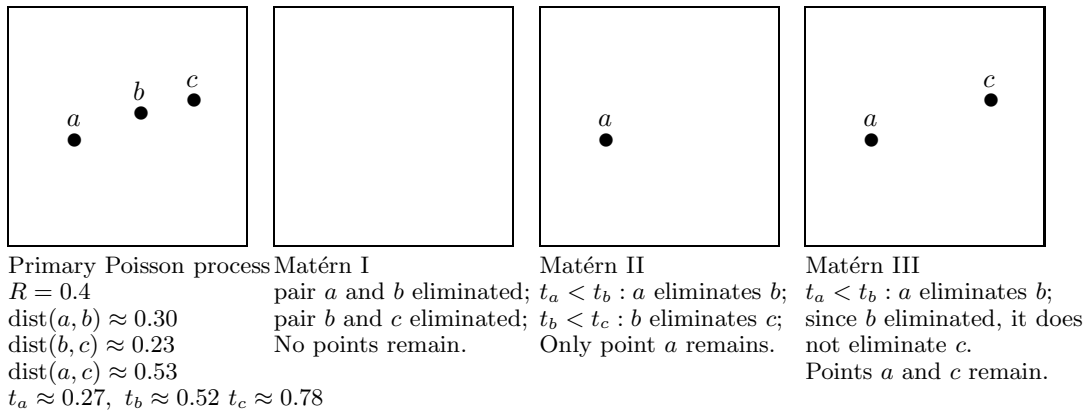 a
b
c
a
a
c
Primary Poisson process
R = 0.4
dist(a, b) ≈ 0.30
dist(b, c) ≈ 0.23
dist(a, c) ≈ 0.53
t_a ≈ 0.27, t_b ≈ 0.52 t_c ≈ 0.78
Matérn I
pair a and b eliminated;
pair b and c eliminated;
No points remain.
Matérn II
t_a < t_b : a eliminates b;
t_b < t_c : b eliminates c;
Only point a remains.
Matérn III
t_a < t_b : a eliminates b;
since b eliminated, it does
not eliminate c.
Points a and c remain.